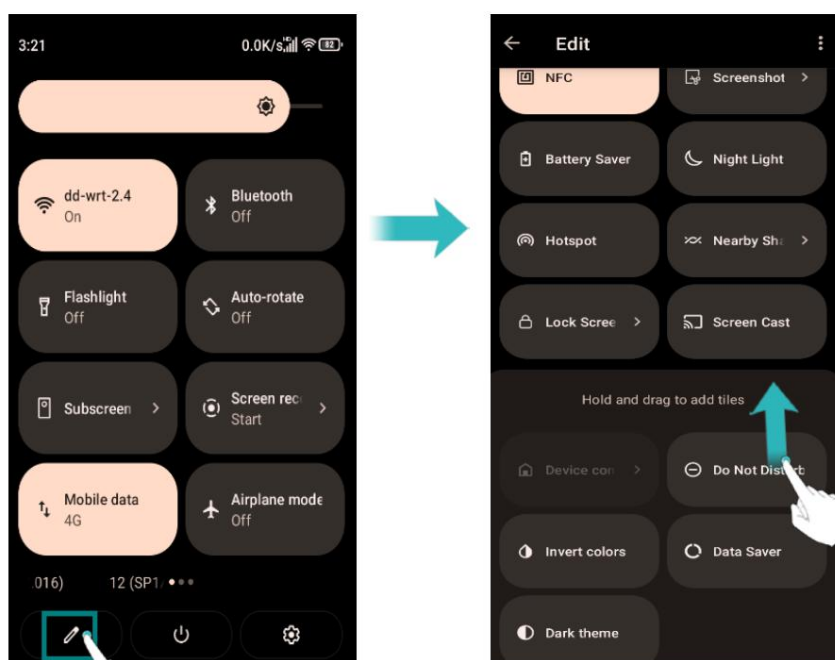 3:21
0.0K/s
HD
82
dd-wrt-2.4
On
Bluetooth
Off
Flashlight
Off
Auto-rotate
Off
Subscreen
Screen rec
Start
Mobile data
4G
Airplane mode
Off
.016)
12 (SP1/
Edit
NFC
Screenshot
Battery Saver
Night Light
Hotspot
Nearby Sha
Lock Scree
Screen Cast
Hold and drag to add tiles
Device con
Do Not Disturb
Invert colors
Data Saver
Dark theme